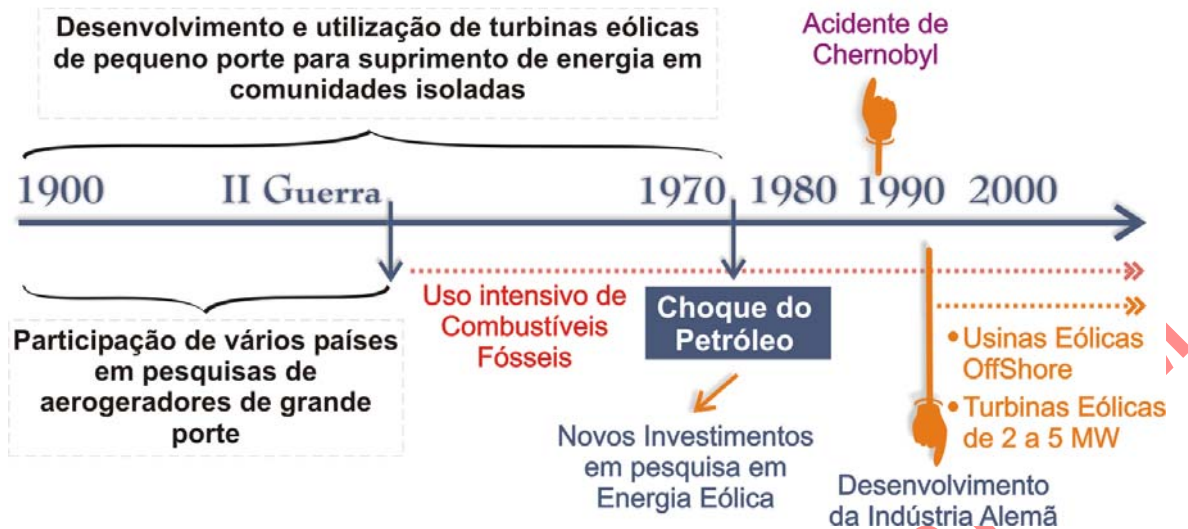 Desenvolvimento e utilização de turbinas eólicas
de pequeno porte para suprimento de energia em
comunidades isoladas
Acidente de
Chernobyl
1900 II Guerra 1970 1980 1990 2000
Participação de vários países
em pesquisas de
aerogeradores de grande
porte
Uso intensivo de
Combustíveis
Fósseis
Choque do
Petróleo
Novos Investimentos
em pesquisa em
Energia Eólica
• Usinas Eólicas
OffShore
• Turbinas Eólicas
de 2 a 5 MW
Desenvolvimento
da Indústria Alemã